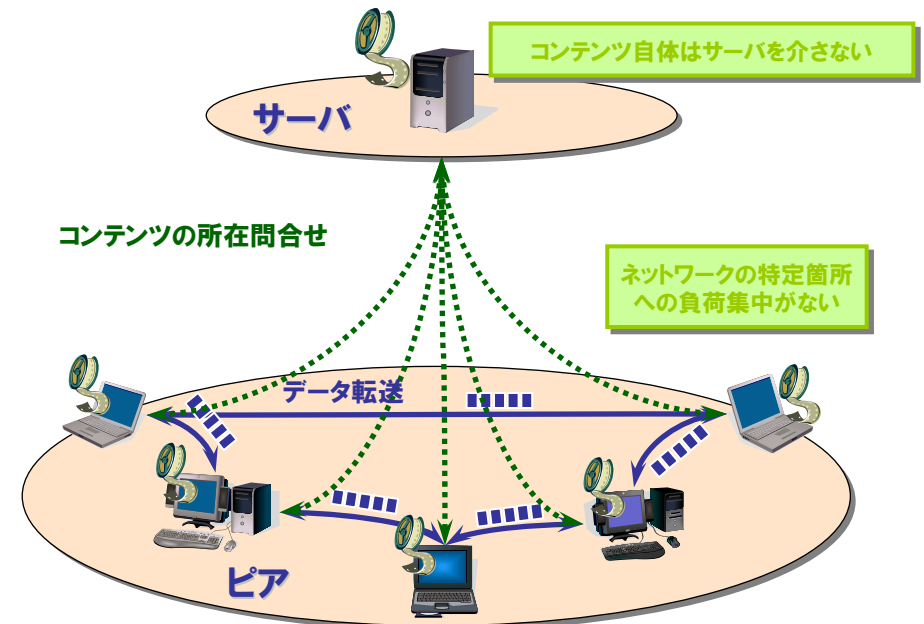 コンテンツ自体はサーバを介さない
サーバ
コンテンツの所在問合せ
ネットワークの特定箇所
への負荷集中がない
データ転送
ピア